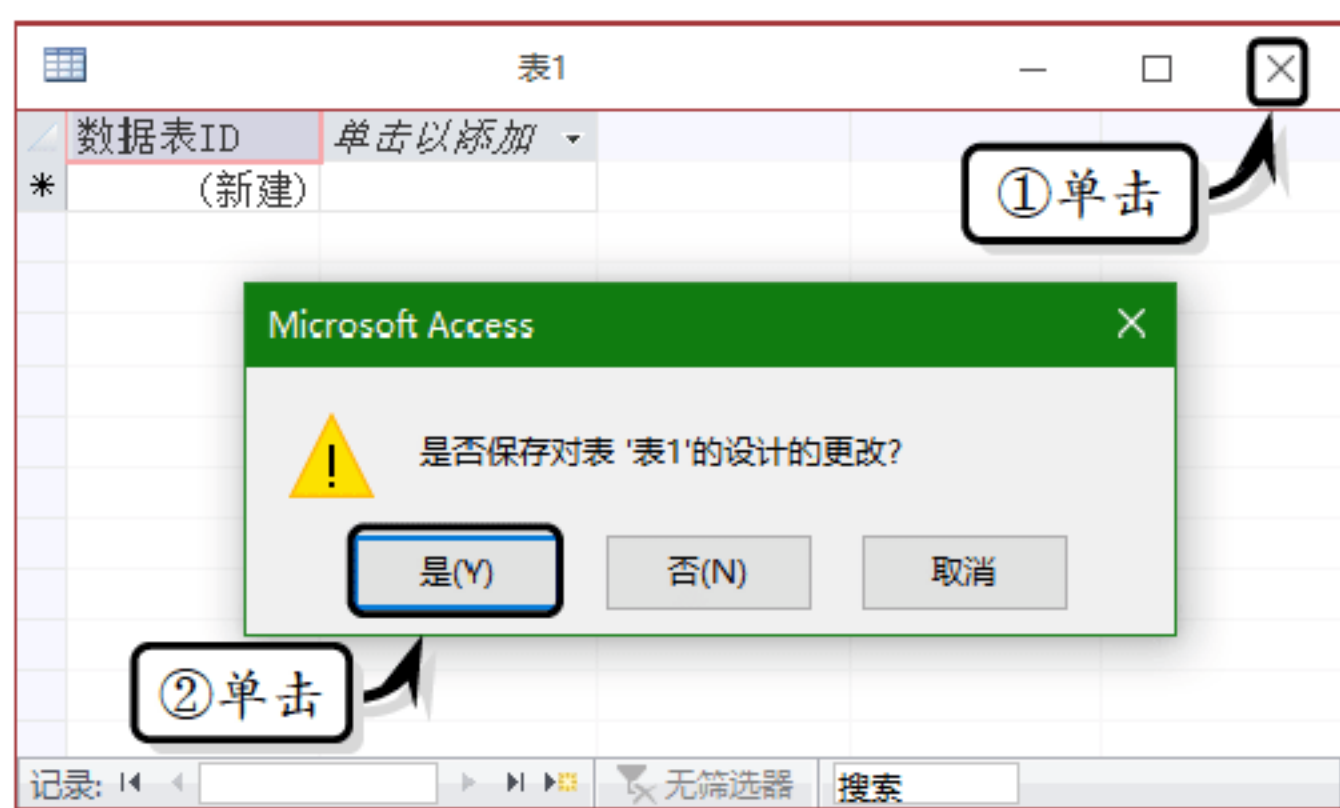 表1
数据表ID 单击以添加
* (新建)
①单击
Microsoft Access
是否保存对表 '表1'的设计的更改?
是(Y) 否(N) 取消
②单击
记录: 无筛选器 搜索